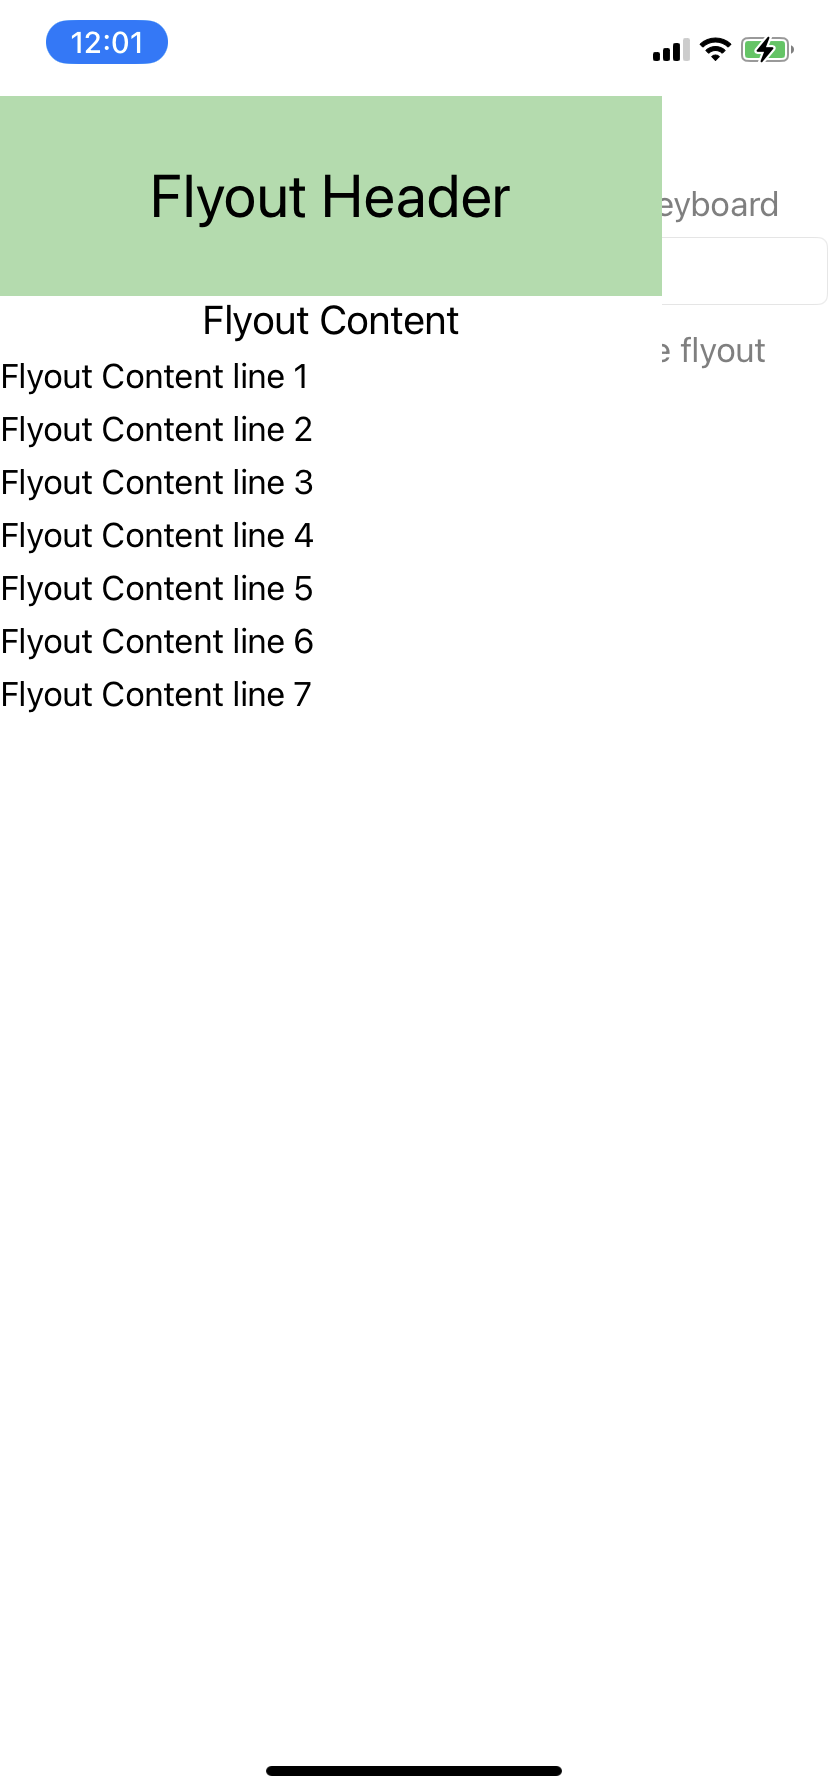 12:01
Flyout Header
eyboard
Flyout Content
e flyout
Flyout Content line 1
Flyout Content line 2
Flyout Content line 3
Flyout Content line 4
Flyout Content line 5
Flyout Content line 6
Flyout Content line 7